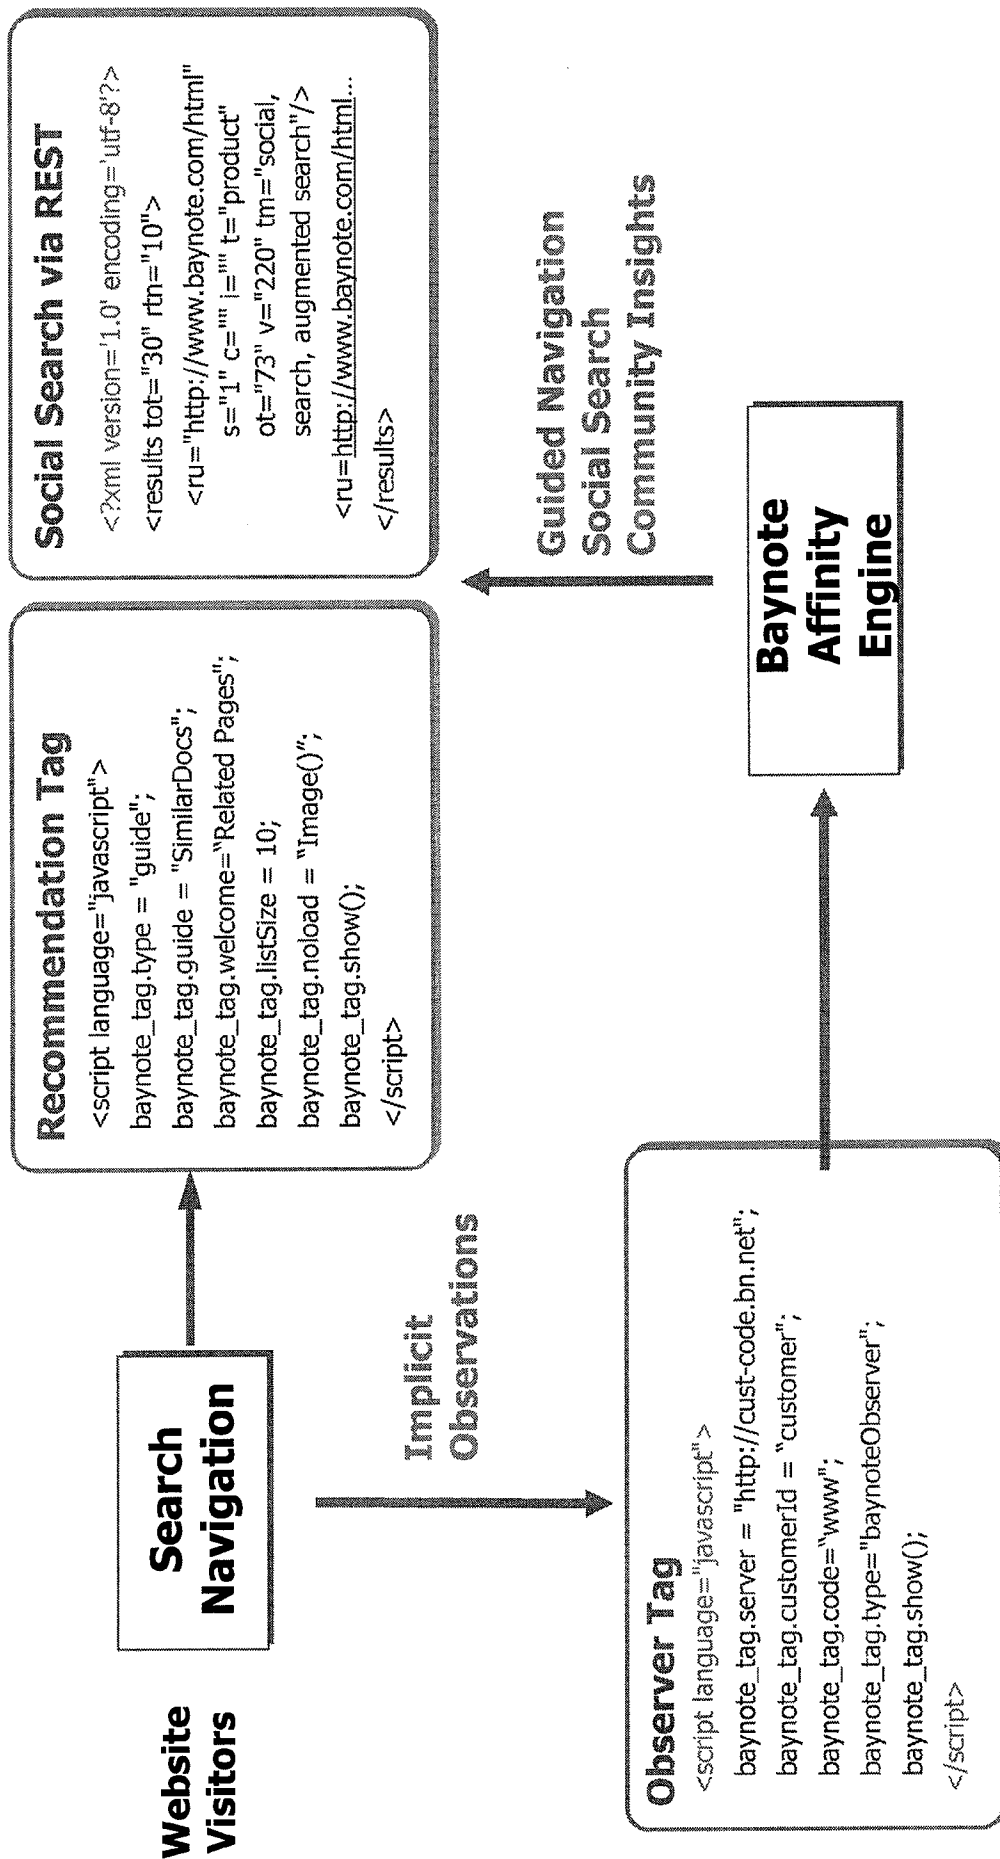 Website
Visitors
Search
Navigation
Recommendation Tag
<script language="javascript">
baynote_tag.type = "guide";
baynote_tag.guide = "SimilarDocs";
baynote_tag.welcome="Related Pages";
baynote_tag.listSize = 10;
baynote_tag.noload = "Image()";
baynote_tag.show();
</script>
Social Search via REST
<?xml version='1.0' encoding='utf-8'?>
<results tot="30" rtn="10">
<ru="http://www.baynote.com/html"
s="1" c="" i="" t="product"
ot="73" v="220" tm="social,
search, augmented search"/>
<ru=http://www.baynote.com/html...
</results>
Implicit
Observations
Guided Navigation
Social Search
Community Insights
Observer Tag
<script language="javascript">
baynote_tag.server = "http://cust-code.bn.net";
baynote_tag.customerId = "customer";
baynote_tag.code="www";
baynote_tag.type="baynoteObserver";
baynote_tag.show();
</script>
Baynote
Affinity
Engine